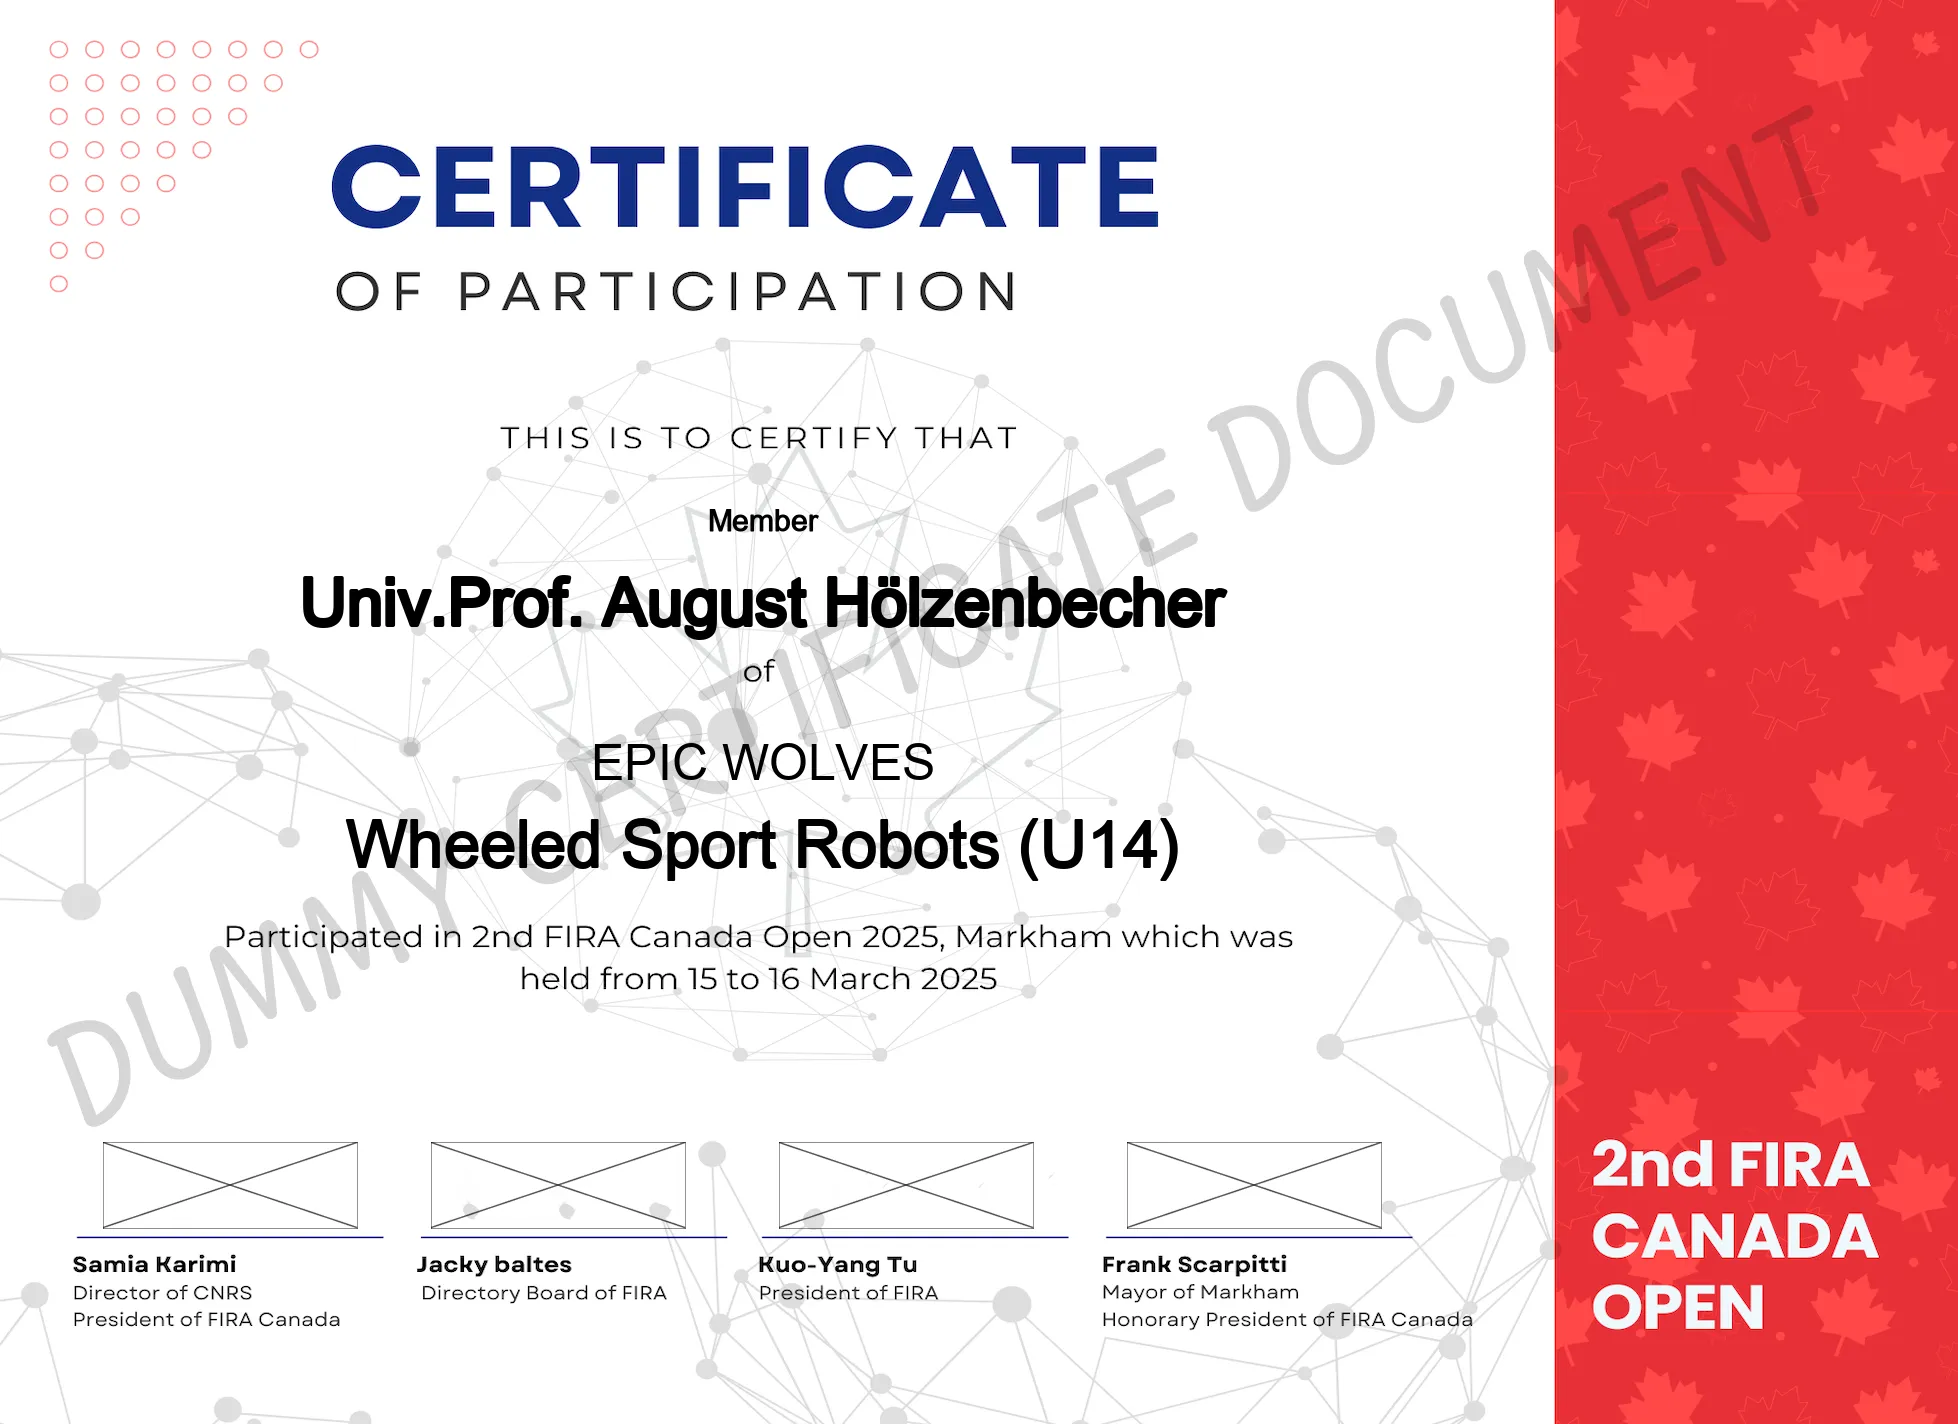 CERTIFICATE
OF PARTICIPATION
THIS IS TO CERTIFY THAT
Member
Univ.Prof. August Hölzenbecher
of
EPIC WOLVES
Wheeled Sport Robots (U14)
Participated in 2nd FIRA Canada Open 2025, Markham which was
held from 15 to 16 March 2025
DUMMY CERTIFICATE DOCUMENT
Samia Karimi
Director of CNRS
President of FIRA Canada
Jacky baltes
Directory Board of FIRA
Kuo-Yang Tu
President of FIRA
Frank Scarpitti
Mayor of Markham
Honorary President of FIRA Canada
2nd FIRA
CANADA
OPEN